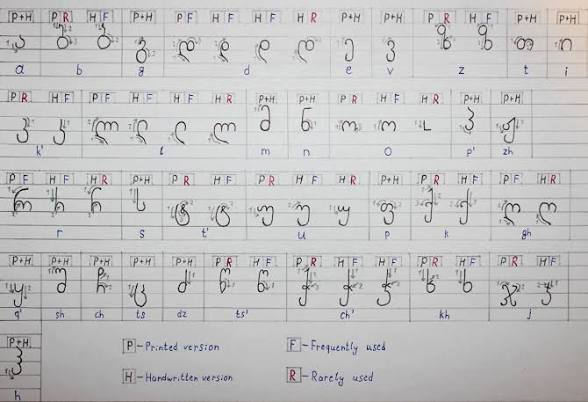 P+H P R H F P+H P F H F H F H R P+H P+H P R H F P+H P+H
ა ბ ბ გ დ დ დ დ ე ვ ზ ზ თ ი
a b g d e v z t i
P R H F P F H F H F H R P+H P+H P R H F H R P+H P+H
კ კ ლ ლ ლ ლ მ ნ ო ო ო პ ჟ
k' l m n o p' zh
P F H F H R P+H P R H F P R H F H R P+H P R H F P F H R
რ რ რ ს ტ ტ უ უ უ ფ ქ ქ ღ ღ
r s t' u p k gh
P+H P+H P+H P+H P+H P R H F P R H F H F P R H F P R H F
ყ შ ჩ ც ძ წ წ ჭ ჭ ჭ ხ ხ ჯ ჯ
q' sh ch ts dz ts' ch' kh j
P+H
ჰ
h
P - Printed version
F - Frequently used
H - Handwritten version
R - Rarely used